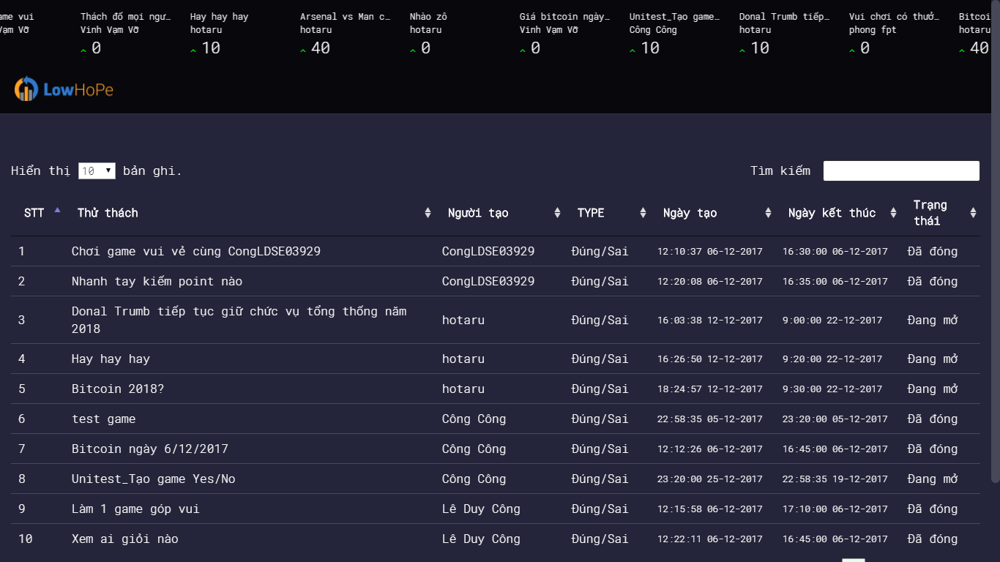 ame vui
Vạm Vỡ
Thách đố mọi ngư…
Vinh Vạm Vỡ
0
Hay hay hay
hotaru
10
Arsenal vs Man c…
hotaru
40
Nhào zô
hotaru
0
Giá bitcoin ngày…
Vinh Vạm Vỡ
0
Unitest_Tạo game…
Công Công
10
Donal Trumb tiếp…
hotaru
10
Vui chơi có thưở…
phong fpt
0
Bitcoi
hotaru
40
LowHoPe
Hiển thị 10 bản ghi.
Tìm kiếm
STT Thử thách Người tạo TYPE Ngày tạo Ngày kết thúc Trạng thái
1 Chơi game vui vẻ cùng CongLDSE03929 CongLDSE03929 Đúng/Sai 12:10:37 06-12-2017 16:30:00 06-12-2017 Đã đóng
2 Nhanh tay kiếm point nào CongLDSE03929 Đúng/Sai 12:20:08 06-12-2017 16:35:00 06-12-2017 Đã đóng
3 Donal Trumb tiếp tục giữ chức vụ tổng thống năm 2018 hotaru Đúng/Sai 16:03:38 12-12-2017 9:00:00 22-12-2017 Đang mở
4 Hay hay hay hotaru Đúng/Sai 16:26:50 12-12-2017 9:20:00 22-12-2017 Đang mở
5 Bitcoin 2018? hotaru Đúng/Sai 18:24:57 12-12-2017 9:30:00 22-12-2017 Đang mở
6 test game Công Công Đúng/Sai 22:58:35 05-12-2017 23:20:00 05-12-2017 Đã đóng
7 Bitcoin ngày 6/12/2017 Công Công Đúng/Sai 12:12:26 06-12-2017 16:45:00 06-12-2017 Đã đóng
8 Unitest_Tạo game Yes/No Công Công Đúng/Sai 23:20:00 25-12-2017 22:58:35 19-12-2017 Đang mở
9 Làm 1 game góp vui Lê Duy Công Đúng/Sai 12:15:58 06-12-2017 17:10:00 06-12-2017 Đã đóng
10 Xem ai giỏi nào Lê Duy Công Đúng/Sai 12:22:11 06-12-2017 16:45:00 06-12-2017 Đã đóng